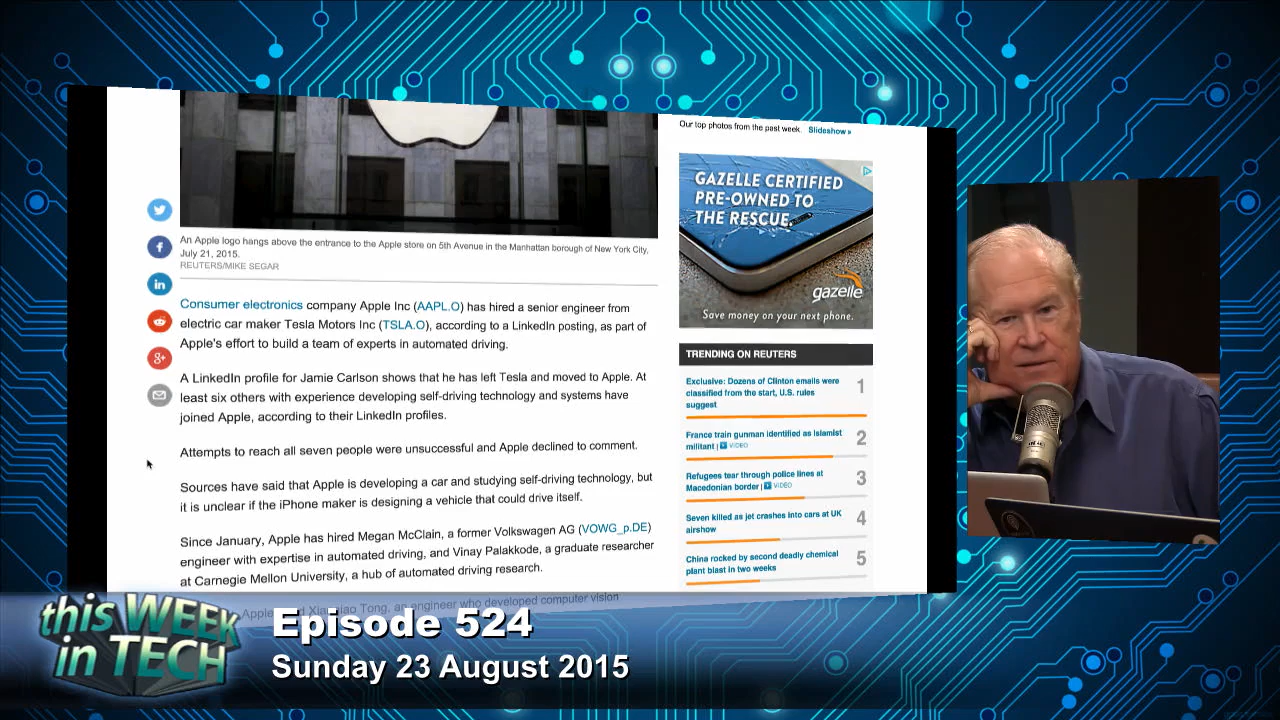 An Apple logo hangs above the entrance to the Apple store on 5th Avenue in the Manhattan borough of New York City,
July 21, 2015.
REUTERS/MIKE SEGAR
Consumer electronics company Apple Inc (AAPL.O) has hired a senior engineer from
electric car maker Tesla Motors Inc (TSLA.O), according to a LinkedIn posting, as part of
Apple's effort to build a team of experts in automated driving.
A LinkedIn profile for Jamie Carlson shows that he has left Tesla and moved to Apple. At
least six others with experience developing self-driving technology and systems have
joined Apple, according to their LinkedIn profiles.
Attempts to reach all seven people were unsuccessful and Apple declined to comment.
Sources have said that Apple is developing a car and studying self-driving technology, but
it is unclear if the iPhone maker is designing a vehicle that could drive itself.
Since January, Apple has hired Megan McClain, a former Volkswagen AG (VOWG_p.DE)
engineer with expertise in automated driving, and Vinay Palakkode, a graduate researcher
at Carnegie Mellon University, a hub of automated driving research.
Apple Tong, an engineer who developed computer vision
Our top photos from the past week. Slideshow »
GAZELLE CERTIFIED
PRE-OWNED TO
THE RESCUE
gazelle
Save money on your next phone.
TRENDING ON REUTERS
Exclusive: Dozens of Clinton emails were
classified from the start, U.S. rules
suggest
1
France train gunman identified as Islamist
militant | VIDEO
2
Refugees tear through police lines at
Macedonian border | VIDEO
3
Seven killed as jet crashes into cars at UK
airshow
4
China rocked by second deadly chemical
plant blast in two weeks
5
this WEEK
in TECH
Episode 524
Sunday 23 August 2015